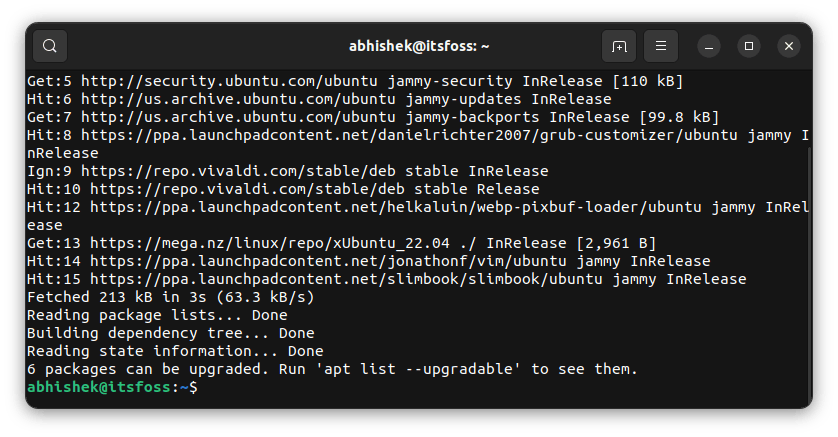 abhishek@itsfoss: ~
Get:5 http://security.ubuntu.com/ubuntu jammy-security InRelease [110 kB]
Hit:6 http://us.archive.ubuntu.com/ubuntu jammy-updates InRelease
Get:7 http://us.archive.ubuntu.com/ubuntu jammy-backports InRelease [99.8 kB]
Hit:8 https://ppa.launchpadcontent.net/danielrichter2007/grub-customizer/ubuntu jammy I
nRelease
Ign:9 https://repo.vivaldi.com/stable/deb stable InRelease
Hit:10 https://repo.vivaldi.com/stable/deb stable Release
Hit:12 https://ppa.launchpadcontent.net/helkaluin/webp-pixbuf-loader/ubuntu jammy InRel
ease
Get:13 https://mega.nz/linux/repo/xUbuntu_22.04 ./ InRelease [2,961 B]
Hit:14 https://ppa.launchpadcontent.net/jonathonf/vim/ubuntu jammy InRelease
Hit:15 https://ppa.launchpadcontent.net/slimbook/slimbook/ubuntu jammy InRelease
Fetched 213 kB in 3s (63.3 kB/s)
Reading package lists... Done
Building dependency tree... Done
Reading state information... Done
6 packages can be upgraded. Run 'apt list --upgradable' to see them.
abhishek@itsfoss:~$